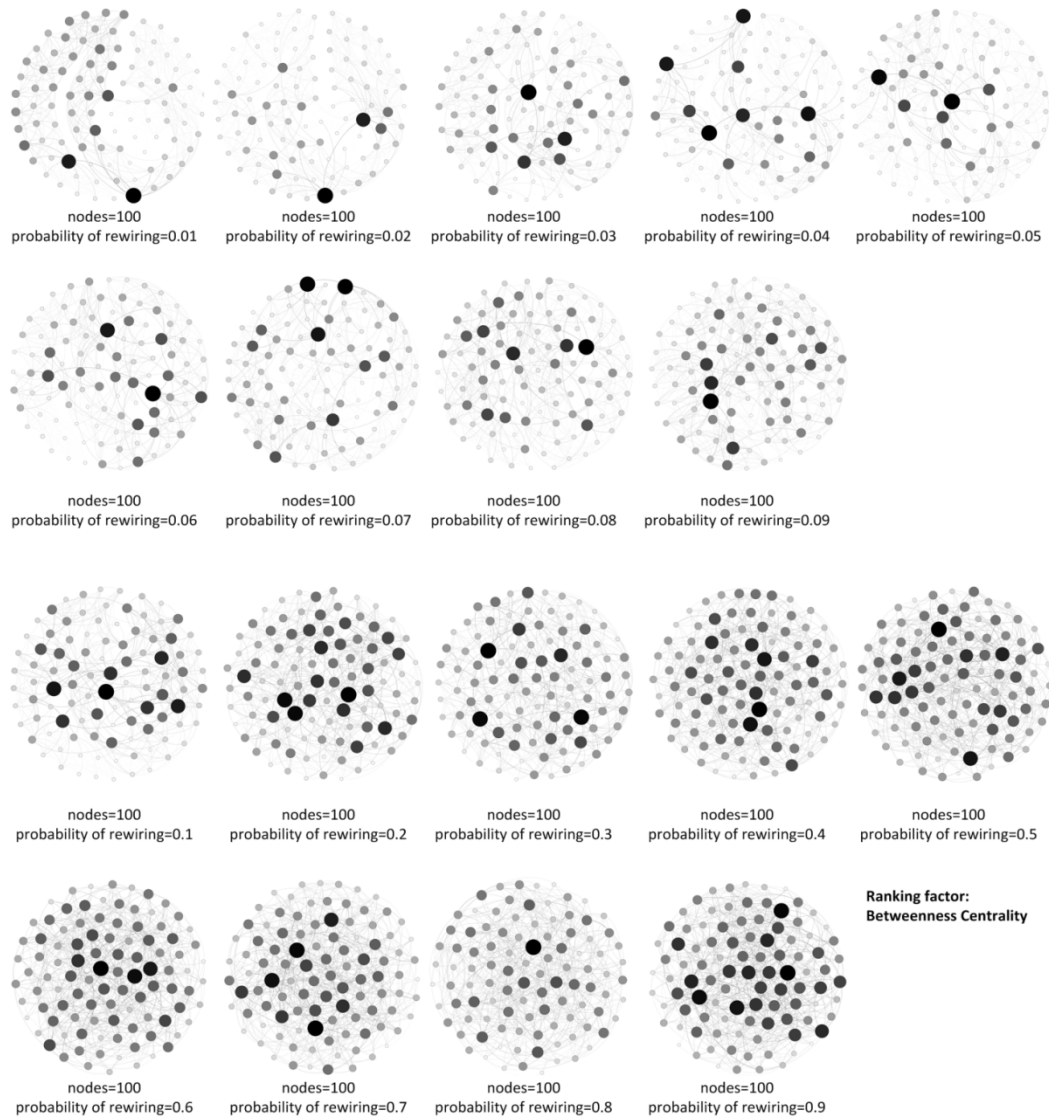 nodes=100
probability of rewiring=0.01
nodes=100
probability of rewiring=0.02
nodes=100
probability of rewiring=0.03
nodes=100
probability of rewiring=0.04
nodes=100
probability of rewiring=0.05
nodes=100
probability of rewiring=0.06
nodes=100
probability of rewiring=0.07
nodes=100
probability of rewiring=0.08
nodes=100
probability of rewiring=0.09
nodes=100
probability of rewiring=0.1
nodes=100
probability of rewiring=0.2
nodes=100
probability of rewiring=0.3
nodes=100
probability of rewiring=0.4
nodes=100
probability of rewiring=0.5
Ranking factor:
Betweenness Centrality
nodes=100
probability of rewiring=0.6
nodes=100
probability of rewiring=0.7
nodes=100
probability of rewiring=0.8
nodes=100
probability of rewiring=0.9